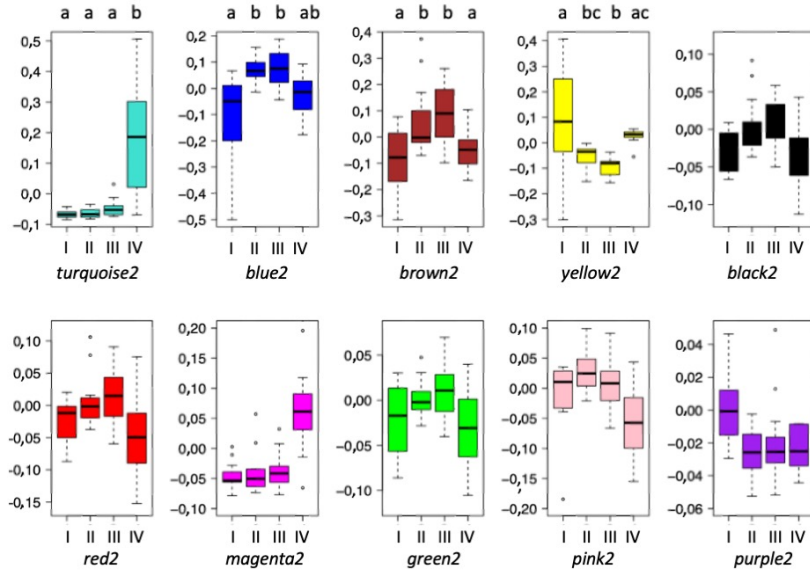 a a a b
0,5
0,4
0,3
0,2
0,1
0,0
−0,1
I II III IV
turquoise2
a b b ab
0,2
0,1
0,0
−0,1
−0,2
−0,3
−0,4
−0,5
I II III IV
blue2
a b b a
0,4
0,3
0,2
0,1
0,0
−0,1
−0,2
−0,3
I II III IV
brown2
a bc b ac
0,4
0,3
0,2
0,1
0,0
−0,1
−0,2
−0,3
I II III IV
yellow2
0,10
0,05
0,00
−0,05
−0,10
I II III IV
black2
0,10
0,05
0,00
−0,05
−0,10
−0,15
I II III IV
red2
0,20
0,15
0,10
0,05
0,00
−0,05
−0,10
I II III IV
magenta2
0,05
0,00
−0,05
−0,10
I II III IV
green2
0,10
0,05
0,00
−0,05
−0,10
−0,15
−0,20
I II III IV
pink2
0,04
0,02
0,00
−0,02
−0,04
−0,06
I II III IV
purple2